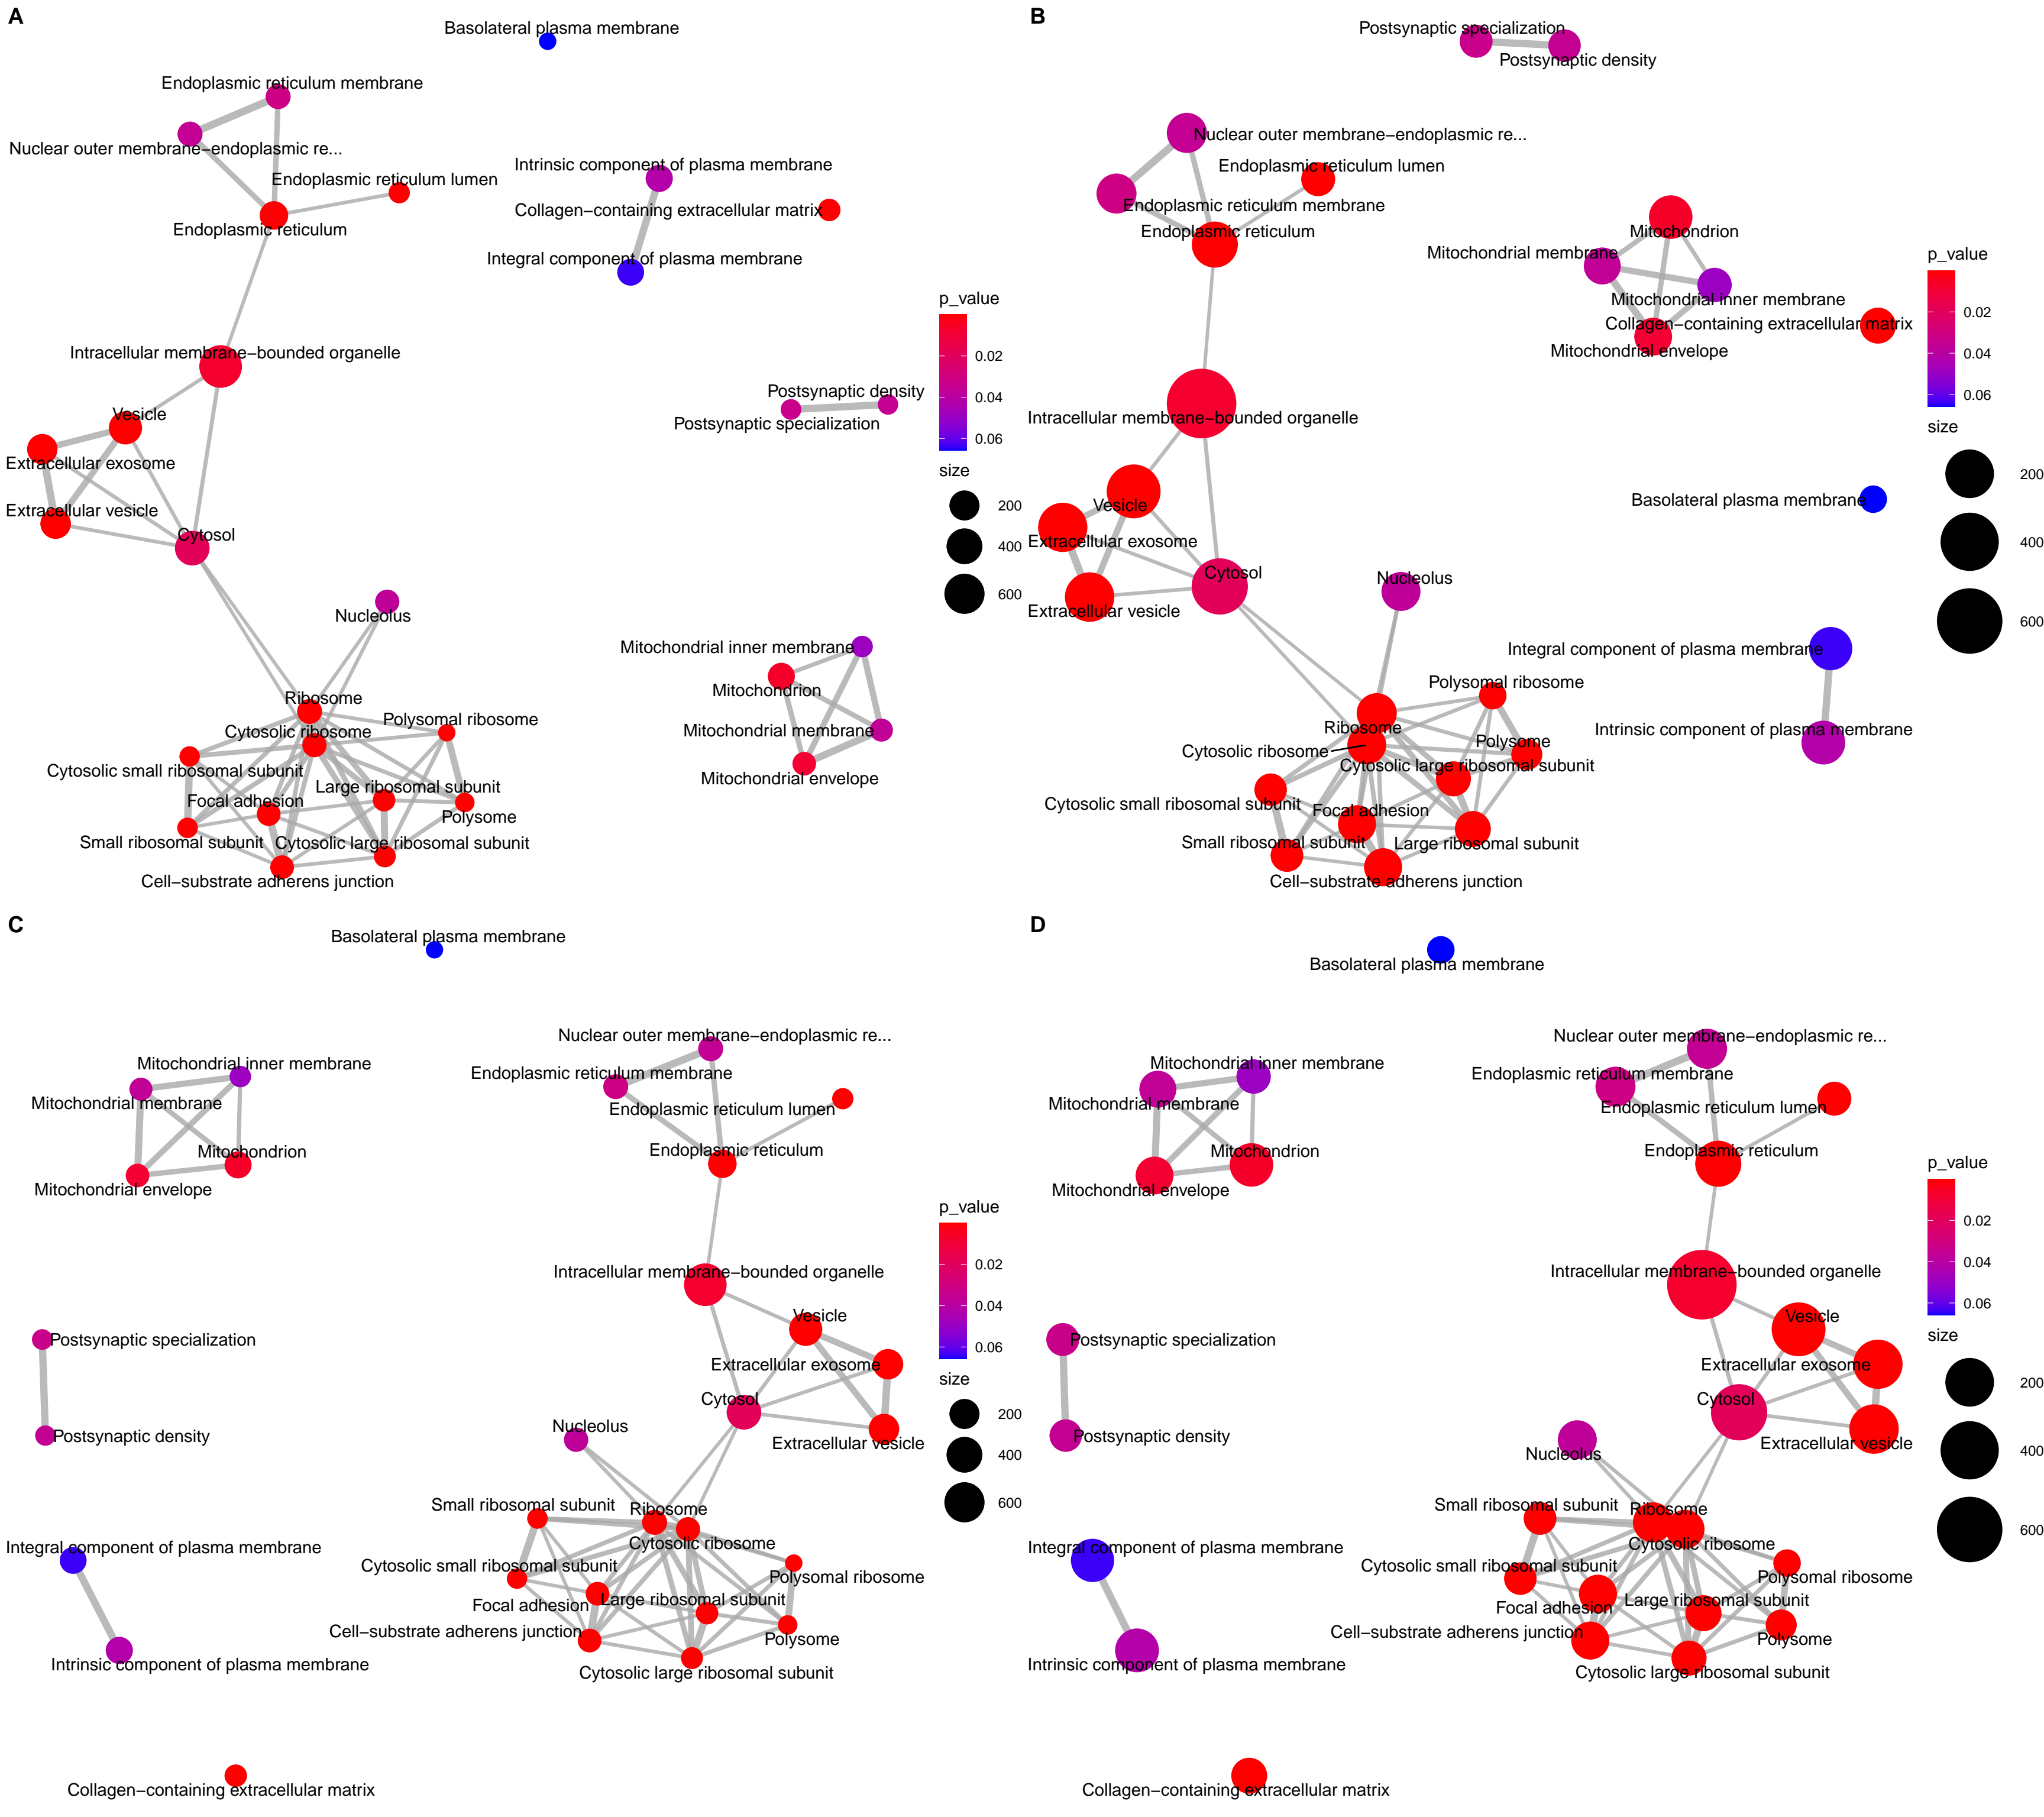 A
Basolateral plasma membrane
Endoplasmic reticulum membrane
Nuclear outer membrane−endoplasmic re...
Intrinsic component of plasma membrane
Endoplasmic reticulum lumen
Collagen−containing extracellular matrix
Endoplasmic reticulum
Integral component of plasma membrane
Intracellular membrane−bounded organelle
Postsynaptic density
Vesicle
Postsynaptic specialization
Extracellular exosome
Extracellular vesicle
Cytosol
Nucleolus
Mitochondrial inner membrane
Mitochondrion
Ribosome
Polysomal ribosome
Cytosolic ribosome
Mitochondrial membrane
Cytosolic small ribosomal subunit
Mitochondrial envelope
Large ribosomal subunit
Focal adhesion
Polysome
Small ribosomal subunit
Cytosolic large ribosomal subunit
Cell−substrate adherens junction
p_value
0.02
0.04
0.06
size
200
400
600
B
Postsynaptic specialization
Postsynaptic density
Nuclear outer membrane−endoplasmic re...
Endoplasmic reticulum lumen
Endoplasmic reticulum membrane
Endoplasmic reticulum
Mitochondrion
Mitochondrial membrane
Mitochondrial inner membrane
Collagen−containing extracellular matrix
Mitochondrial envelope
Intracellular membrane−bounded organelle
Basolateral plasma membrane
Vesicle
Extracellular exosome
Cytosol
Nucleolus
Extracellular vesicle
Integral component of plasma membrane
Polysomal ribosome
Ribosome
Intrinsic component of plasma membrane
Polysome
Cytosolic ribosome
Cytosolic large ribosomal subunit
Cytosolic small ribosomal subunit
Focal adhesion
Small ribosomal subunit
Large ribosomal subunit
Cell−substrate adherens junction
p_value
0.02
0.04
0.06
size
200
400
600
C
Basolateral plasma membrane
Nuclear outer membrane−endoplasmic re...
Mitochondrial inner membrane
Endoplasmic reticulum membrane
Mitochondrial membrane
Endoplasmic reticulum lumen
Mitochondrion
Endoplasmic reticulum
Mitochondrial envelope
Intracellular membrane−bounded organelle
Vesicle
Postsynaptic specialization
Extracellular exosome
Cytosol
Nucleolus
Postsynaptic density
Extracellular vesicle
Small ribosomal subunit
Ribosome
Integral component of plasma membrane
Cytosolic ribosome
Cytosolic small ribosomal subunit
Polysomal ribosome
Large ribosomal subunit
Focal adhesion
Cell−substrate adherens junction
Polysome
Intrinsic component of plasma membrane
Cytosolic large ribosomal subunit
Collagen−containing extracellular matrix
p_value
0.02
0.04
0.06
size
200
400
600
D
Basolateral plasma membrane
Nuclear outer membrane−endoplasmic re...
Mitochondrial inner membrane
Endoplasmic reticulum membrane
Mitochondrial membrane
Endoplasmic reticulum lumen
Mitochondrion
Endoplasmic reticulum
Mitochondrial envelope
Intracellular membrane−bounded organelle
Vesicle
Postsynaptic specialization
Extracellular exosome
Cytosol
Postsynaptic density
Extracellular vesicle
Nucleolus
Small ribosomal subunit
Ribosome
Integral component of plasma membrane
Cytosolic ribosome
Cytosolic small ribosomal subunit
Polysomal ribosome
Large ribosomal subunit
Focal adhesion
Cell−substrate adherens junction
Polysome
Intrinsic component of plasma membrane
Cytosolic large ribosomal subunit
Collagen−containing extracellular matrix
p_value
0.02
0.04
0.06
size
200
400
600